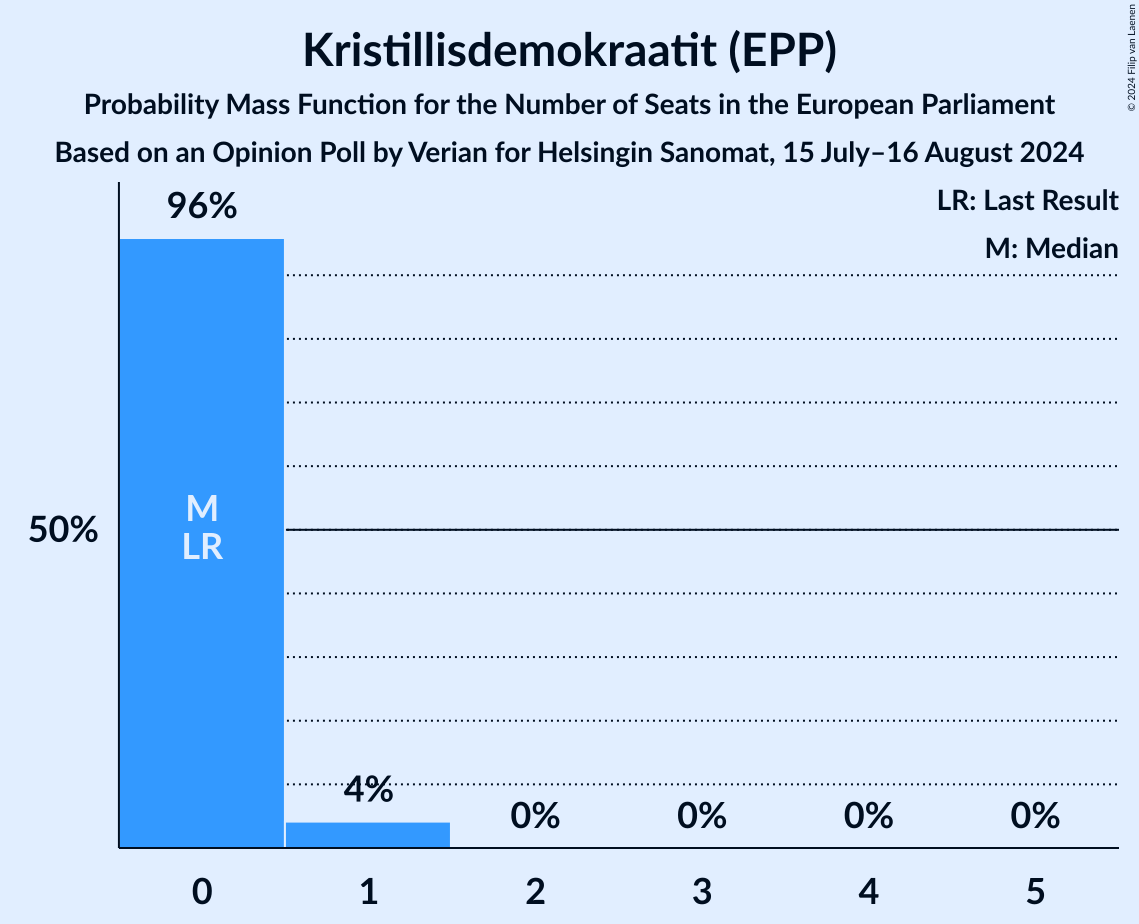 Kristillisdemokraatit (EPP)
Probability Mass Function for the Number of Seats in the European Parliament
Based on an Opinion Poll by Verian for Helsingin Sanomat, 15 July–16 August 2024
© 2024 Filip van Laenen
LR: Last Result
M: Median
96%
50%
M
LR
4%
0%
0%
0%
0%
0
1
2
3
4
5